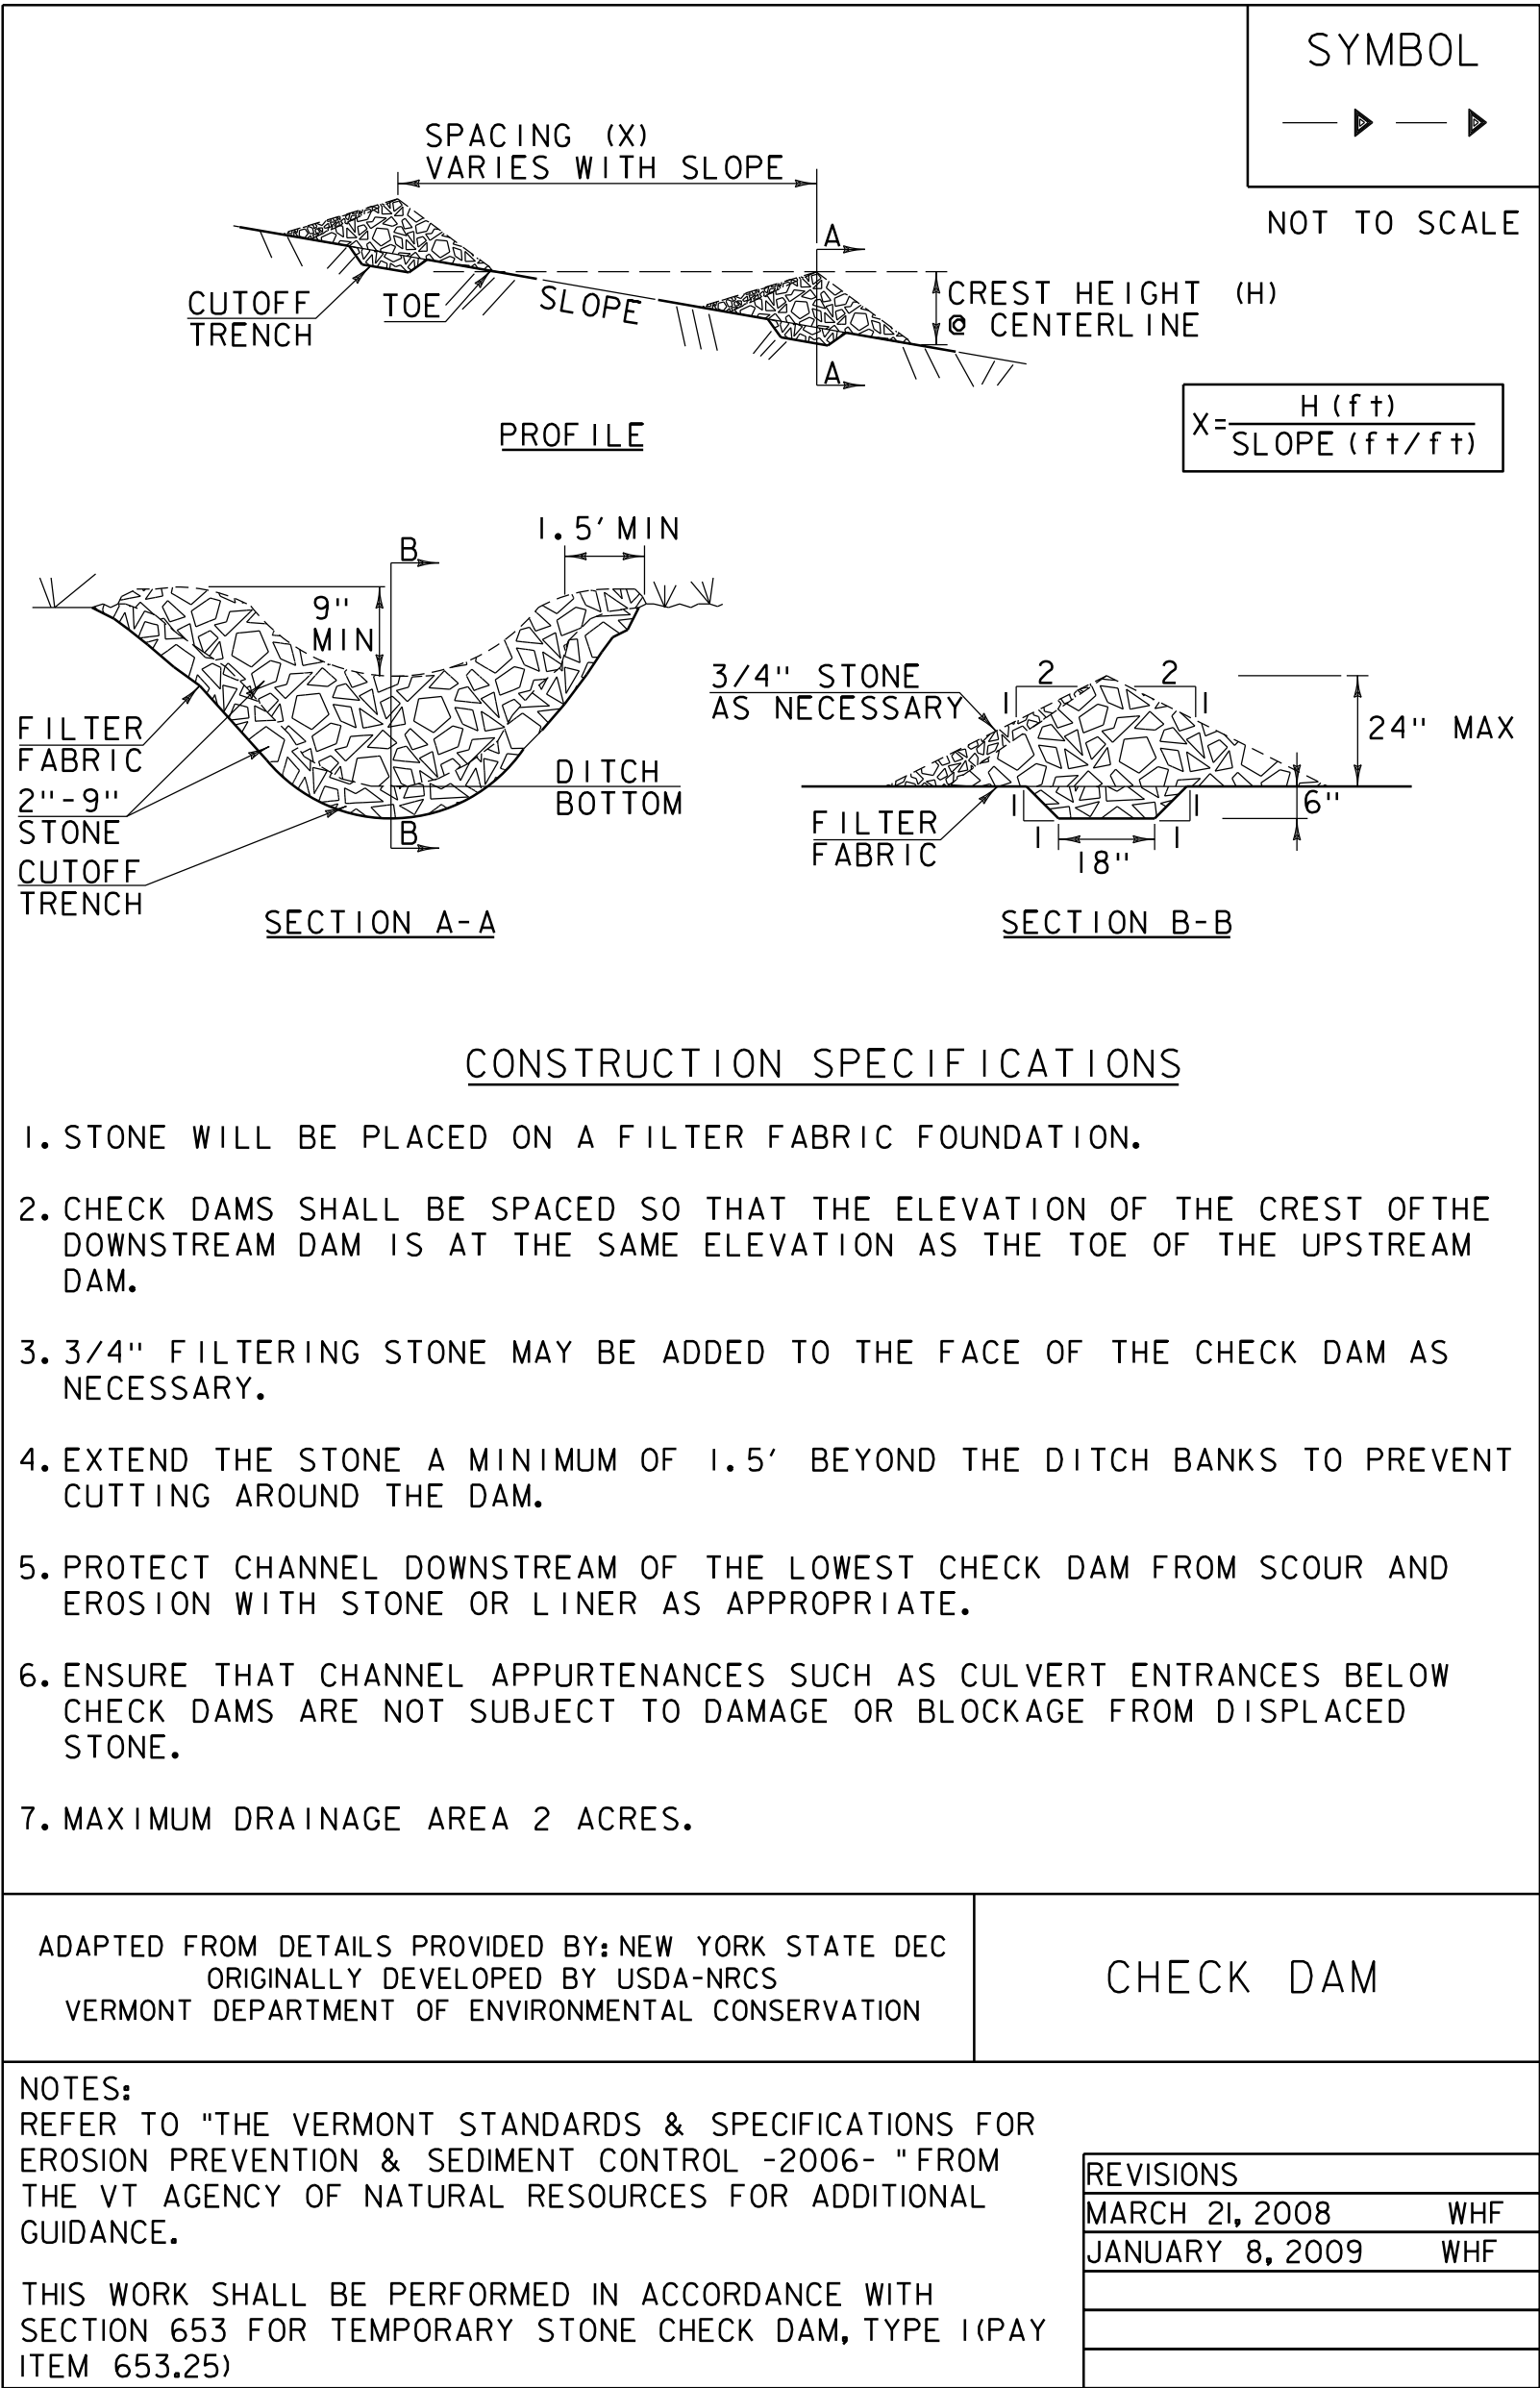 SYMBOL
NOT TO SCALE
SPACING (X)
VARIES WITH SLOPE
A
CUTOFF
TRENCH
TOE
SLOPE
CREST HEIGHT (H)
@ CENTERLINE
A
PROFILE
X=H(ft)/SLOPE(ft/ft)
1.5' MIN
B
9"
MIN
FILTER
FABRIC
2"-9"
STONE
CUTOFF
TRENCH
DITCH
BOTTOM
B
SECTION A-A
3/4" STONE
AS NECESSARY
2 2
1 1
24" MAX
FILTER
FABRIC
1 1
1 1
18"
6"
SECTION B-B
CONSTRUCTION SPECIFICATIONS
1. STONE WILL BE PLACED ON A FILTER FABRIC FOUNDATION.
2. CHECK DAMS SHALL BE SPACED SO THAT THE ELEVATION OF THE CREST OFTHE
DOWNSTREAM DAM IS AT THE SAME ELEVATION AS THE TOE OF THE UPSTREAM
DAM.
3. 3/4" FILTERING STONE MAY BE ADDED TO THE FACE OF THE CHECK DAM AS
NECESSARY.
4. EXTEND THE STONE A MINIMUM OF 1.5' BEYOND THE DITCH BANKS TO PREVENT
CUTTING AROUND THE DAM.
5. PROTECT CHANNEL DOWNSTREAM OF THE LOWEST CHECK DAM FROM SCOUR AND
EROSION WITH STONE OR LINER AS APPROPRIATE.
6. ENSURE THAT CHANNEL APPURTENANCES SUCH AS CULVERT ENTRANCES BELOW
CHECK DAMS ARE NOT SUBJECT TO DAMAGE OR BLOCKAGE FROM DISPLACED
STONE.
7. MAXIMUM DRAINAGE AREA 2 ACRES.
ADAPTED FROM DETAILS PROVIDED BY: NEW YORK STATE DEC
ORIGINALLY DEVELOPED BY USDA-NRCS
VERMONT DEPARTMENT OF ENVIRONMENTAL CONSERVATION
CHECK DAM
NOTES:
REFER TO "THE VERMONT STANDARDS & SPECIFICATIONS FOR
EROSION PREVENTION & SEDIMENT CONTROL -2006- " FROM
THE VT AGENCY OF NATURAL RESOURCES FOR ADDITIONAL
GUIDANCE.
THIS WORK SHALL BE PERFORMED IN ACCORDANCE WITH
SECTION 653 FOR TEMPORARY STONE CHECK DAM, TYPE I(PAY
ITEM 653.25)
REVISIONS
MARCH 21, 2008 WHF
JANUARY 8, 2009 WHF